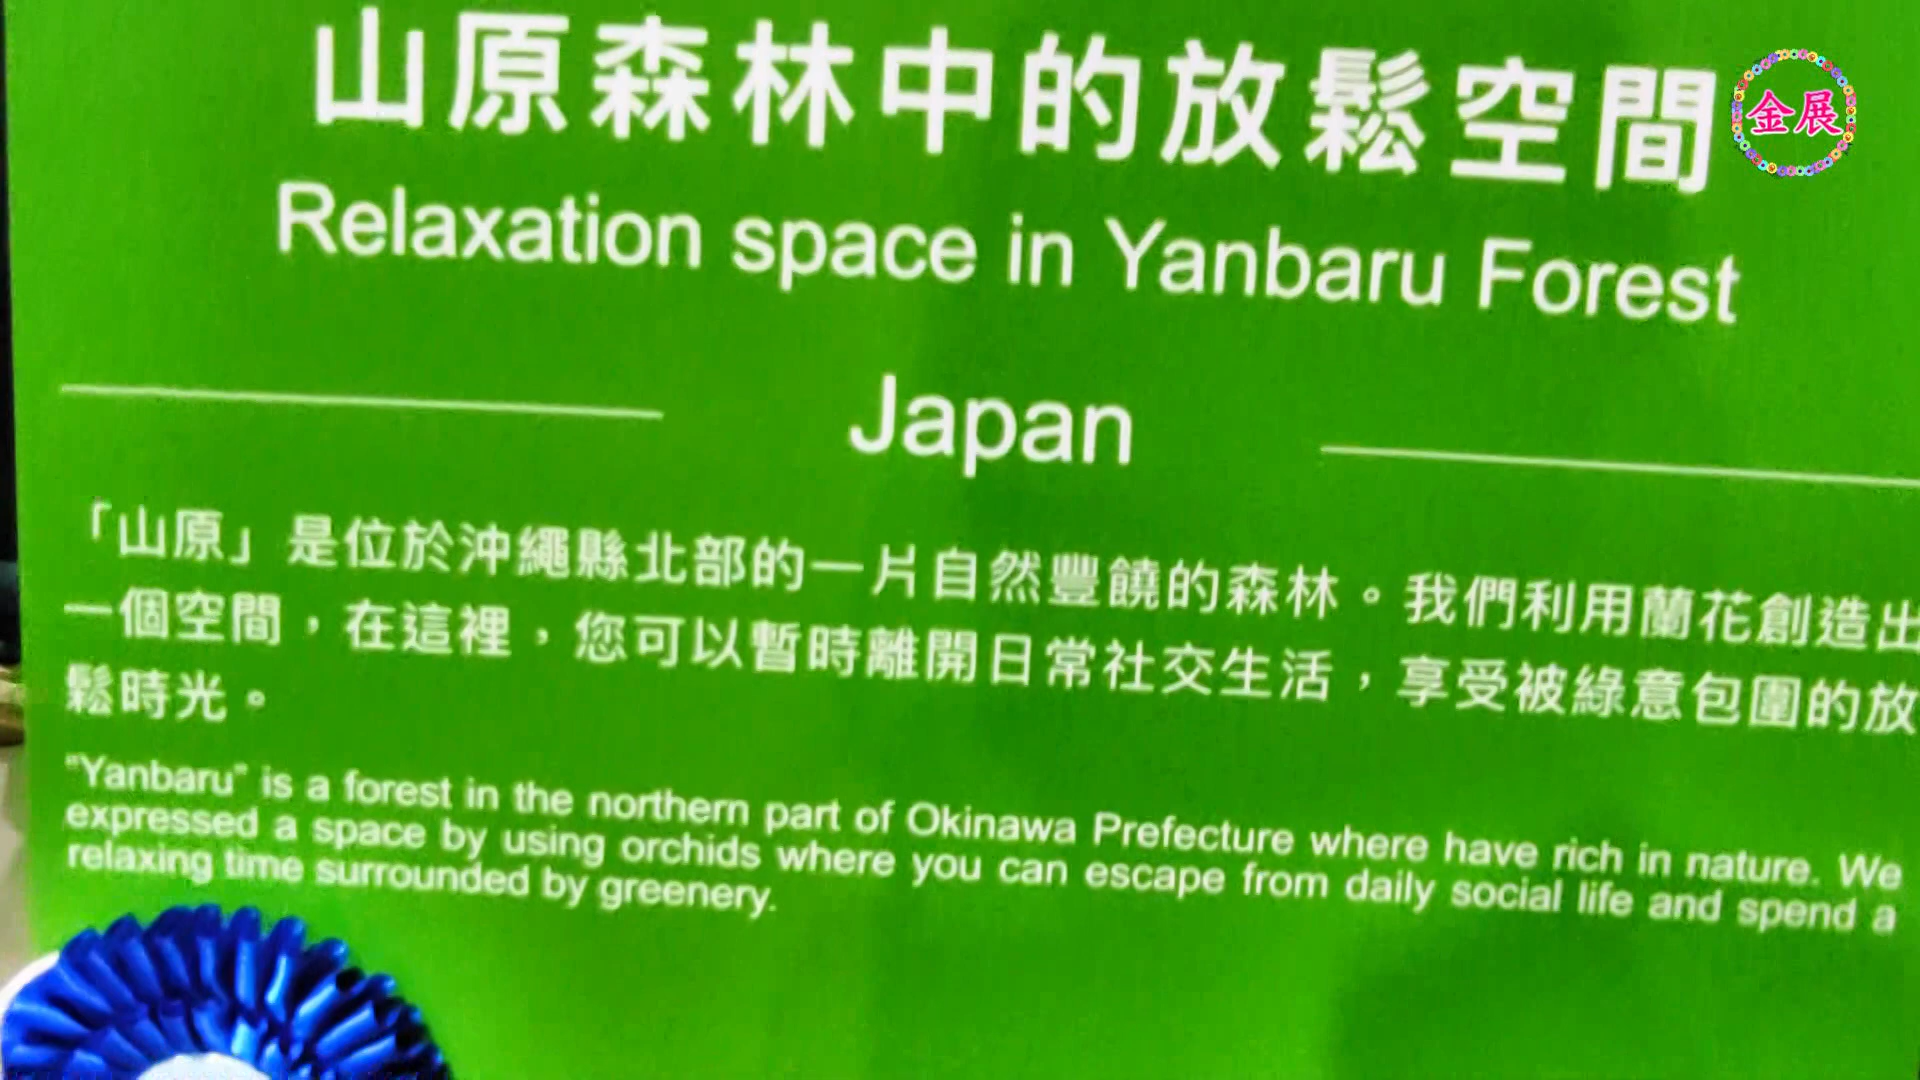 山原森林中的放鬆空間
金展
Relaxation space in Yanbaru Forest
Japan
「山原」是位於沖繩縣北部的一片自然豐饒的森林。我們利用蘭花創造出
一個空間，在這裡，您可以暫時離開日常社交生活，享受被綠意包圍的放
鬆時光。
"Yanbaru" is a forest in the northern part of Okinawa Prefecture where have rich in nature. We
expressed a space by using orchids where you can escape from daily social life and spend a
relaxing time surrounded by greenery.